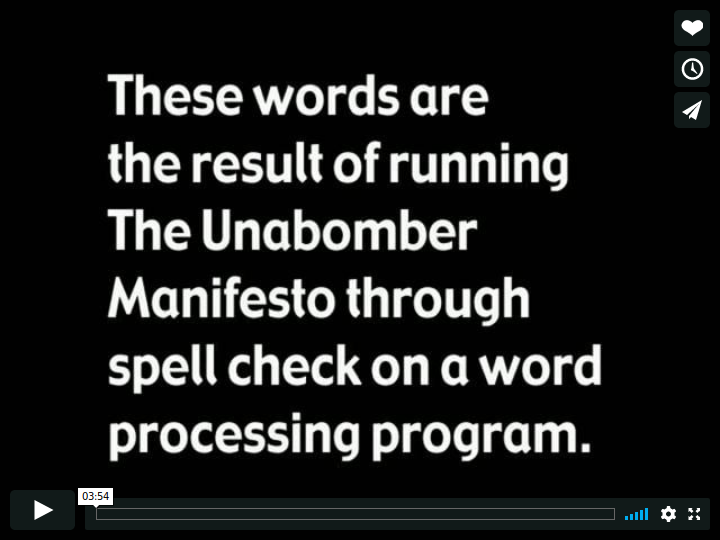 These words are
the result of running
The Unabomber
Manifesto through
spell check on a word
processing program.
03:54